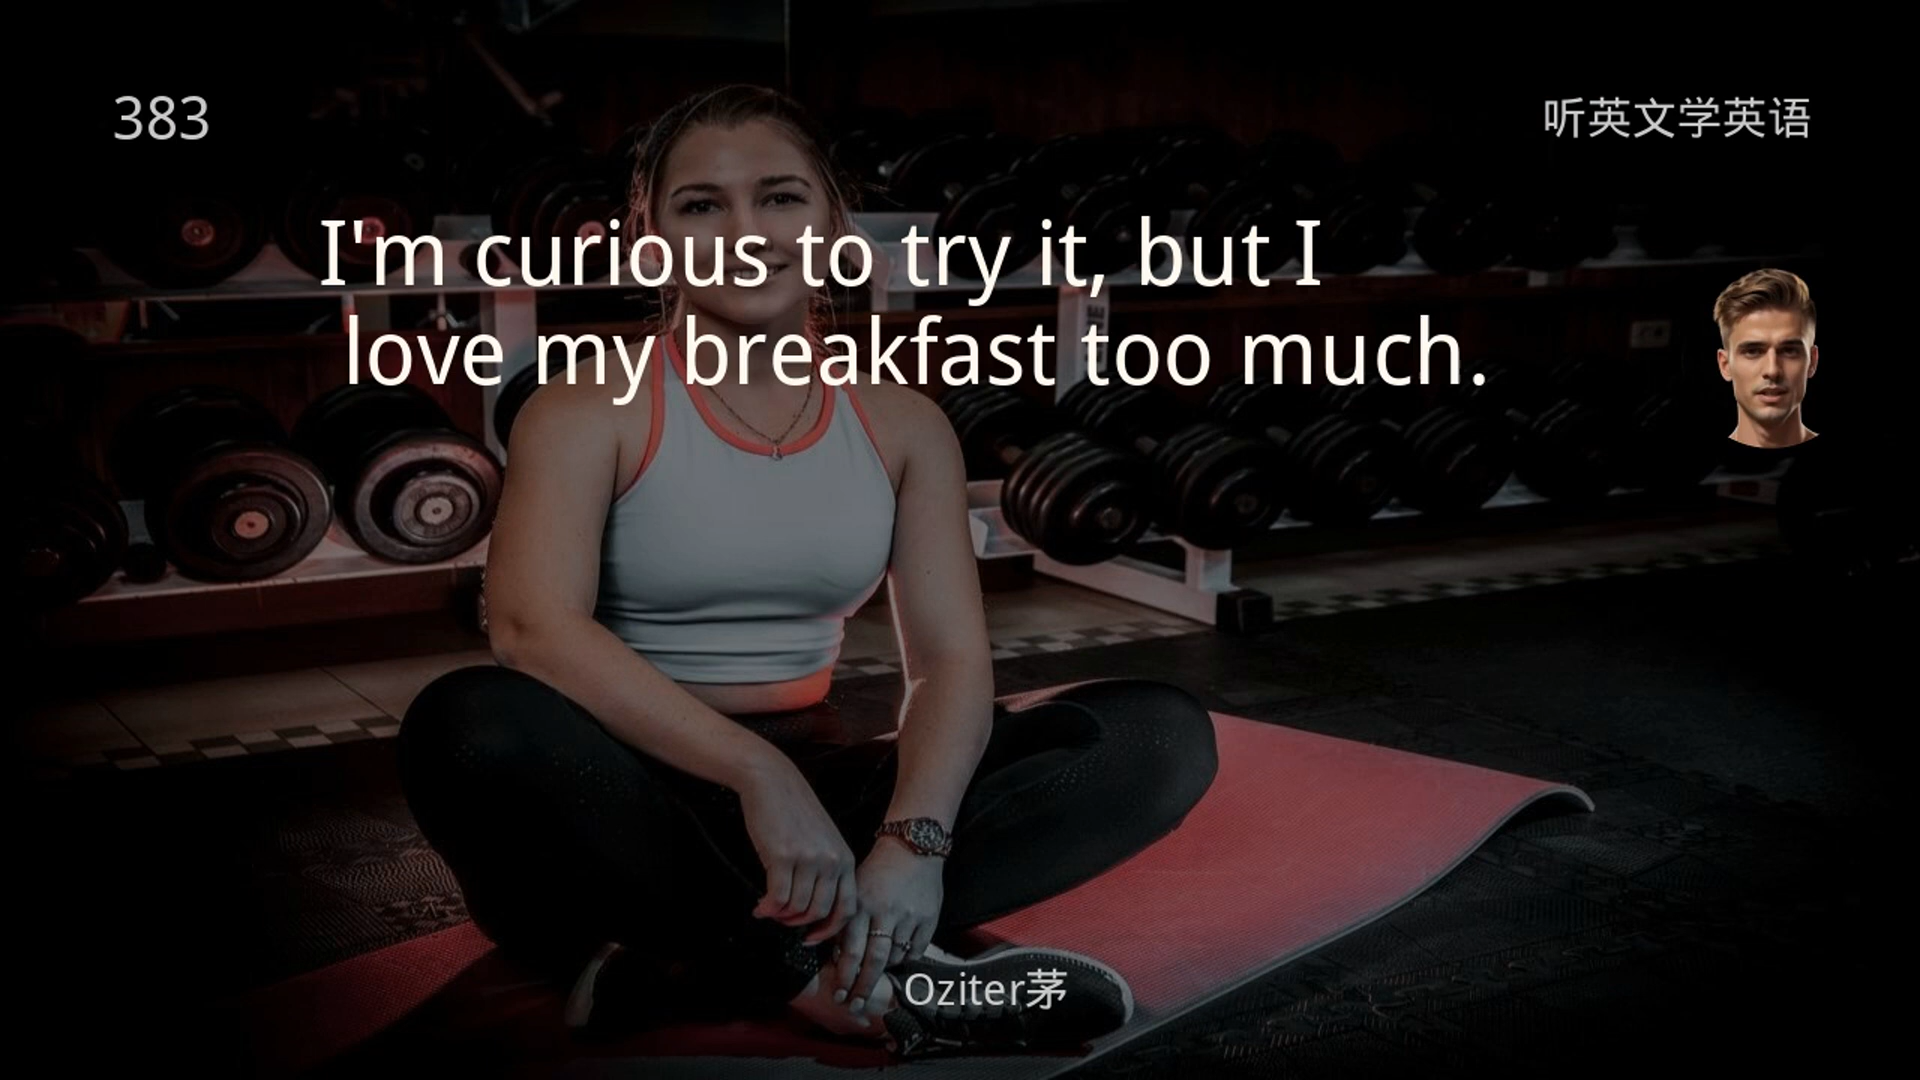 383
听英文学英语
I'm curious to try it, but I
love my breakfast too much.
Oziter茅